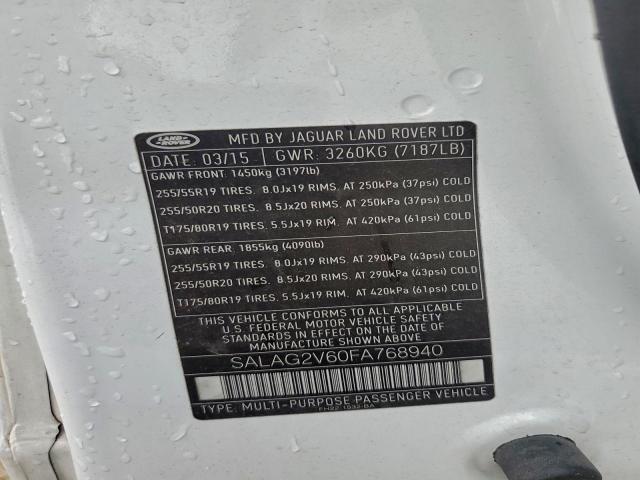 LAND-ROVER
MFD BY JAGUAR LAND ROVER LTD
DATE: 03/15 GWR: 3260KG (7187LB)
GAWR FRONT: 1450kg (3197lb)
255/55R19 TIRES. 8.0Jx19 RIMS. AT 250kPa (37psi) COLD
255/50R20 TIRES. 8.5Jx20 RIMS. AT 250kPa (37psi) COLD
T175/80R19 TIRES. 5.5Jx19 RIM. AT 420kPa (61psi) COLD
GAWR REAR: 1855kg (4090lb)
255/55R19 TIRES. 8.0Jx19 RIMS. AT 290kPa (43psi) COLD
255/50R20 TIRES. 8.5Jx20 RIMS. AT 290kPa (43psi) COLD
T175/80R19 TIRES. 5.5Jx19 RIM. AT 420kPa (61psi) COLD
THIS VEHICLE CONFORMS TO ALL APPLICABLE
U.S. FEDERAL MOTOR VEHICLE SAFETY
STANDARDS IN EFFECT ON THE DATE OF
MANUFACTURE SHOWN ABOVE
SALAG2V60FA768940
TYPE: MULTI-PURPOSE PASSENGER VEHICLE
FH22 1532 BA